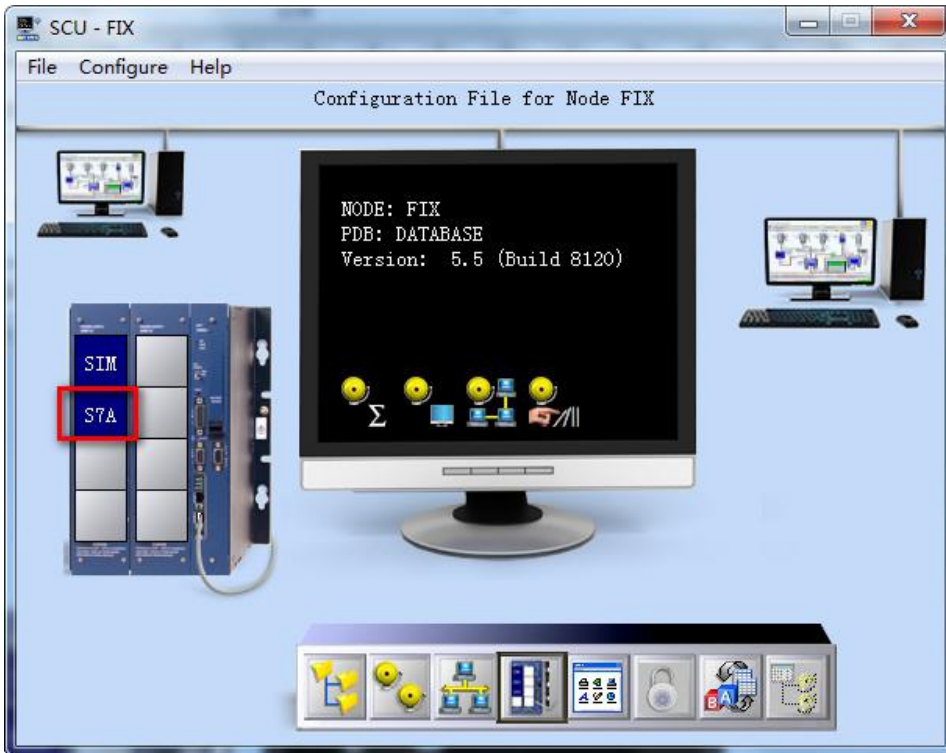 SCU - FIX
File Configure Help
Configuration File for Node FIX
NODE: FIX
PDB: DATABASE
Version: 5.5 (Build 8120)
SIM
S7A
Σ